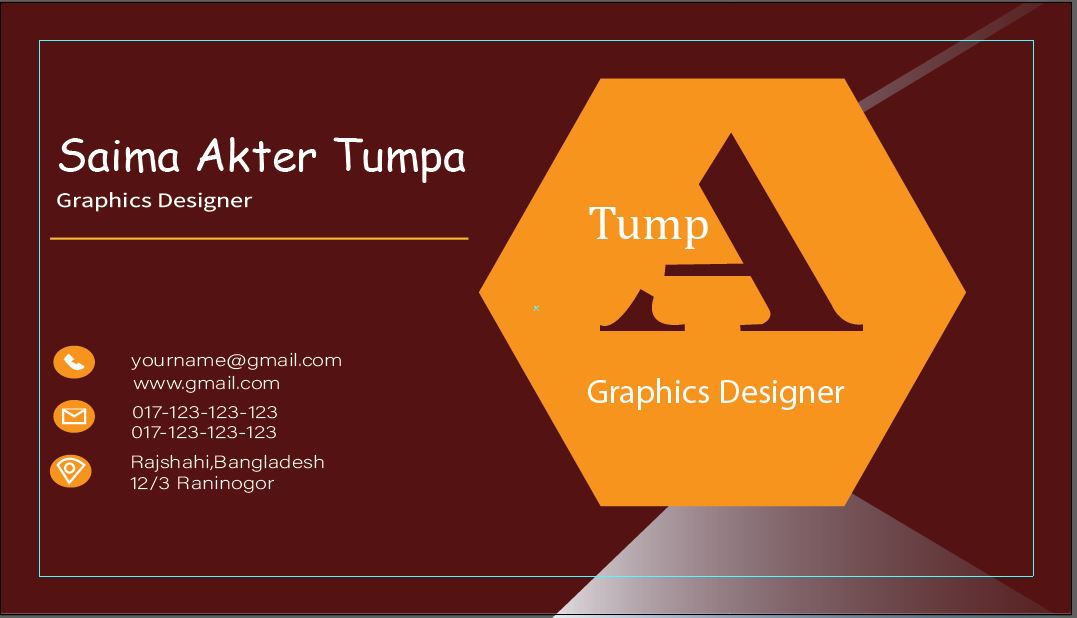 Saima Akter Tumpa
Graphics Designer
yourname@gmail.com
www.gmail.com
017-123-123-123
017-123-123-123
Rajshahi,Bangladesh
12/3 Raninogor
Tump
A
Graphics Designer